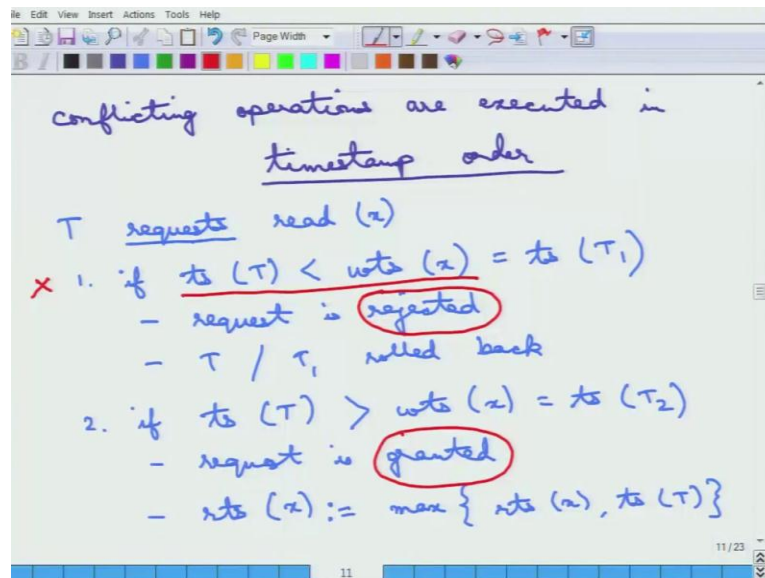 ile Edit View Insert Actions Tools Help
Page Width
B I
conflicting operations are executed in
timestamp order
T requests read (x)
x 1. if ts (T) < wts (x) = ts (T1)
- request is rejected
- T / T1 rolled back
2. if ts (T) > wts (x) = ts (T2)
- request is granted
- rts (x) := max { rts (x), ts (T) }
11 / 23
11